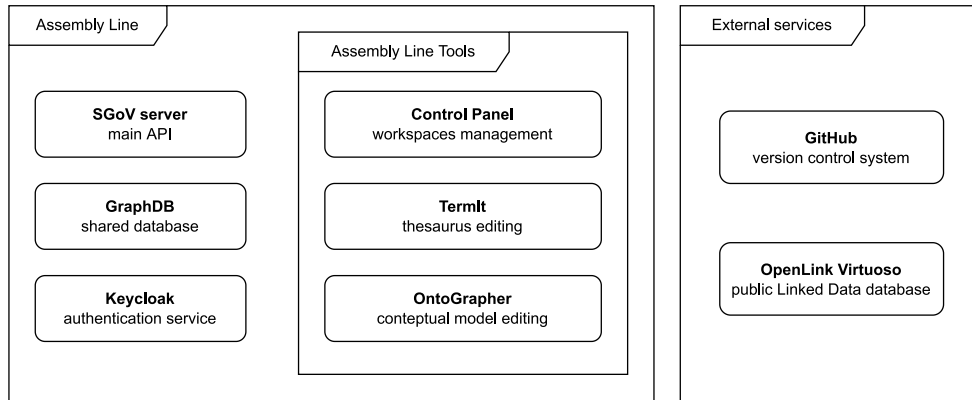 Assembly Line
SGoV server
main API
GraphDB
shared database
Keycloak
authentication service
Assembly Line Tools
Control Panel
workspaces management
TermIt
thesaurus editing
OntoGrapher
conteptual model editing
External services
GitHub
version control system
OpenLink Virtuoso
public Linked Data database